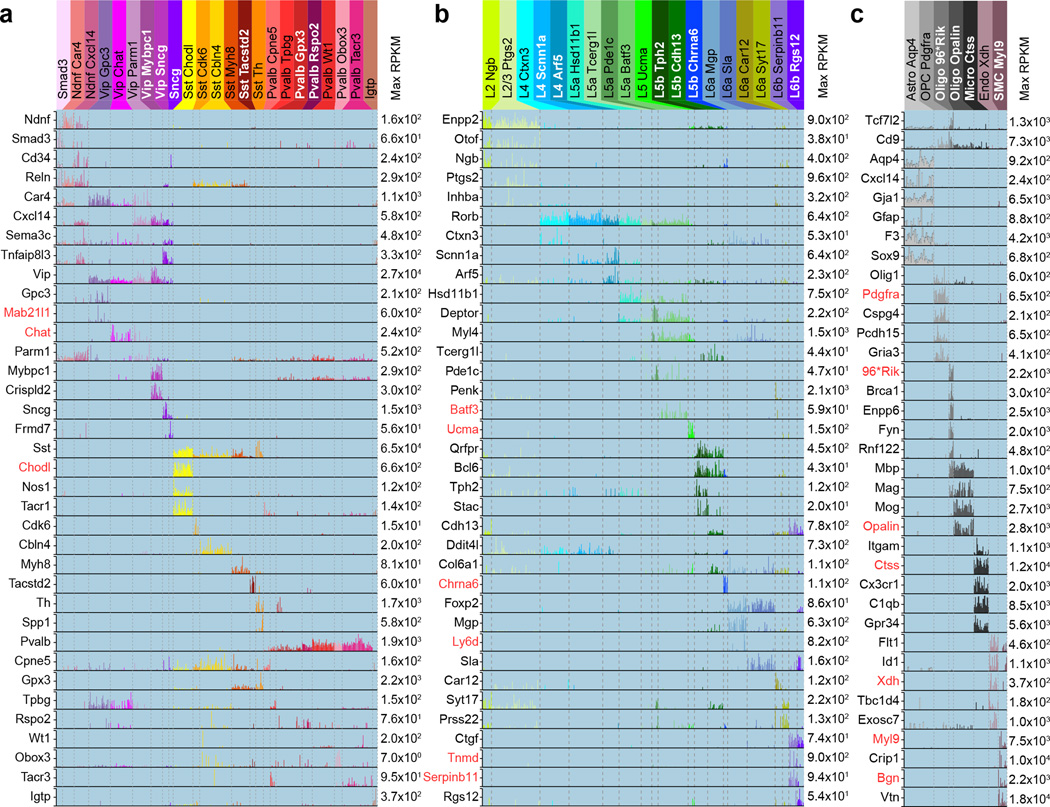 a
Smad3
Ndnf Car4
Ndnf Cxcl14
Vip Gpc3
Vip Chat
Vip Parm1
Vip Mybpc1
Vip Sncg
Sncg
Sst Chodl
Sst Cdk6
Sst Cbln4
Sst Myh8
Sst Tacstd2
Sst Th
Pvalb Cpne5
Pvalb Tpbg
Pvalb Gpx3
Pvalb Rspo2
Pvalb Wt1
Pvalb Obox3
Pvalb Tacr3
Igtp
Max RPKM
Ndnf 1.6x10²
Smad3 6.6x10¹
Cd34 2.4x10²
Reln 2.9x10²
Car4 1.1x10³
Cxcl14 5.8x10²
Sema3c 4.8x10²
Tnfaip8l3 3.3x10²
Vip 2.7x10⁴
Gpc3 2.1x10²
Mab21l1 6.0x10²
Chat 2.4x10²
Parm1 5.2x10²
Mybpc1 2.9x10²
Crispld2 3.0x10²
Sncg 1.5x10³
Frmd7 5.6x10¹
Sst 6.5x10⁴
Chodl 6.6x10²
Nos1 1.2x10²
Tacr1 1.4x10²
Cdk6 1.5x10¹
Cbln4 2.0x10²
Myh8 8.1x10¹
Tacstd2 6.0x10¹
Th 1.7x10³
Spp1 5.8x10²
Pvalb 1.9x10³
Cpne5 1.6x10²
Gpx3 2.2x10³
Tpbg 1.5x10²
Rspo2 7.6x10¹
Wt1 2.0x10²
Obox3 7.0x10⁰
Tacr3 9.5x10¹
Igtp 3.7x10²
b
L2 Ngb
L2/3 Ptgs2
L4 Ctxn3
L4 Scnn1a
L4 Arf5
L5a Hsd11b1
L5a Tcerg1l
L5a Pde1c
L5a Batf3
L5 Ucma
L5b Tph2
L5b Cdh13
L5b Chrna6
L6a Mgp
L6a Sla
L6a Car12
L6a Syt17
L6b Serpinb11
L6b Rgs12
Max RPKM
Enpp2 9.0x10²
Otof 3.8x10¹
Ngb 4.0x10²
Ptgs2 9.6x10²
Inhba 3.2x10²
Rorb 6.4x10²
Ctxn3 5.3x10¹
Scnn1a 6.4x10²
Arf5 2.3x10²
Hsd11b1 7.5x10²
Deptor 2.2x10²
Myl4 1.5x10³
Tcerg1l 4.4x10¹
Pde1c 4.7x10¹
Penk 2.1x10³
Batf3 5.9x10¹
Ucma 1.5x10²
Qrfpr 4.5x10²
Bcl6 4.3x10¹
Tph2 1.2x10²
Stac 5.4x10²
Cdh13 7.8x10²
Ddit4l 7.3x10²
Col6a1 1.1x10²
Chrna6 1.1x10²
Foxp2 8.6x10¹
Mgp 6.3x10²
Ly6d 8.2x10²
Sla 1.6x10²
Car12 1.2x10²
Syt17 2.2x10²
Prss22 1.3x10²
Ctgf 7.4x10¹
Tnmd 9.0x10²
Serpinb11 9.4x10¹
Rgs12 5.4x10¹
c
Astro Aqp4
OPC Pdgfra
Oligo 96*Rik
Oligo Opalin
Micro Ctss
Endo Xdh
SMC Myl9
Max RPKM
Tcf7l2 1.3x10³
Cd9 7.3x10²
Aqp4 9.2x10²
Cxcl14 2.4x10²
Gja1 6.5x10³
Gfap 8.8x10²
F3 4.2x10³
Sox9 6.8x10²
Olig1 6.0x10²
Pdgfra 6.5x10²
Cspg4 2.1x10²
Pcdh15 6.5x10²
Gria3 4.1x10²
96*Rik 2.2x10³
Brca1 3.0x10²
Enpp6 2.5x10³
Fyn 2.0x10³
Rnf122 4.8x10²
Mbp 1.0x10⁴
Mag 7.5x10²
Mog 2.7x10³
Opalin 2.8x10³
Itgam 1.1x10³
Ctss 1.2x10⁴
Cx3cr1 2.0x10³
C1qb 8.5x10³
Gpr34 5.6x10³
Flt1 4.6x10²
Id1 1.1x10³
Xdh 3.7x10²
Tbc1d4 1.8x10²
Exosc7 1.0x10³
Myl9 7.5x10³
Crip1 1.0x10⁴
Bgn 2.2x10³
Vtn 1.8x10⁴